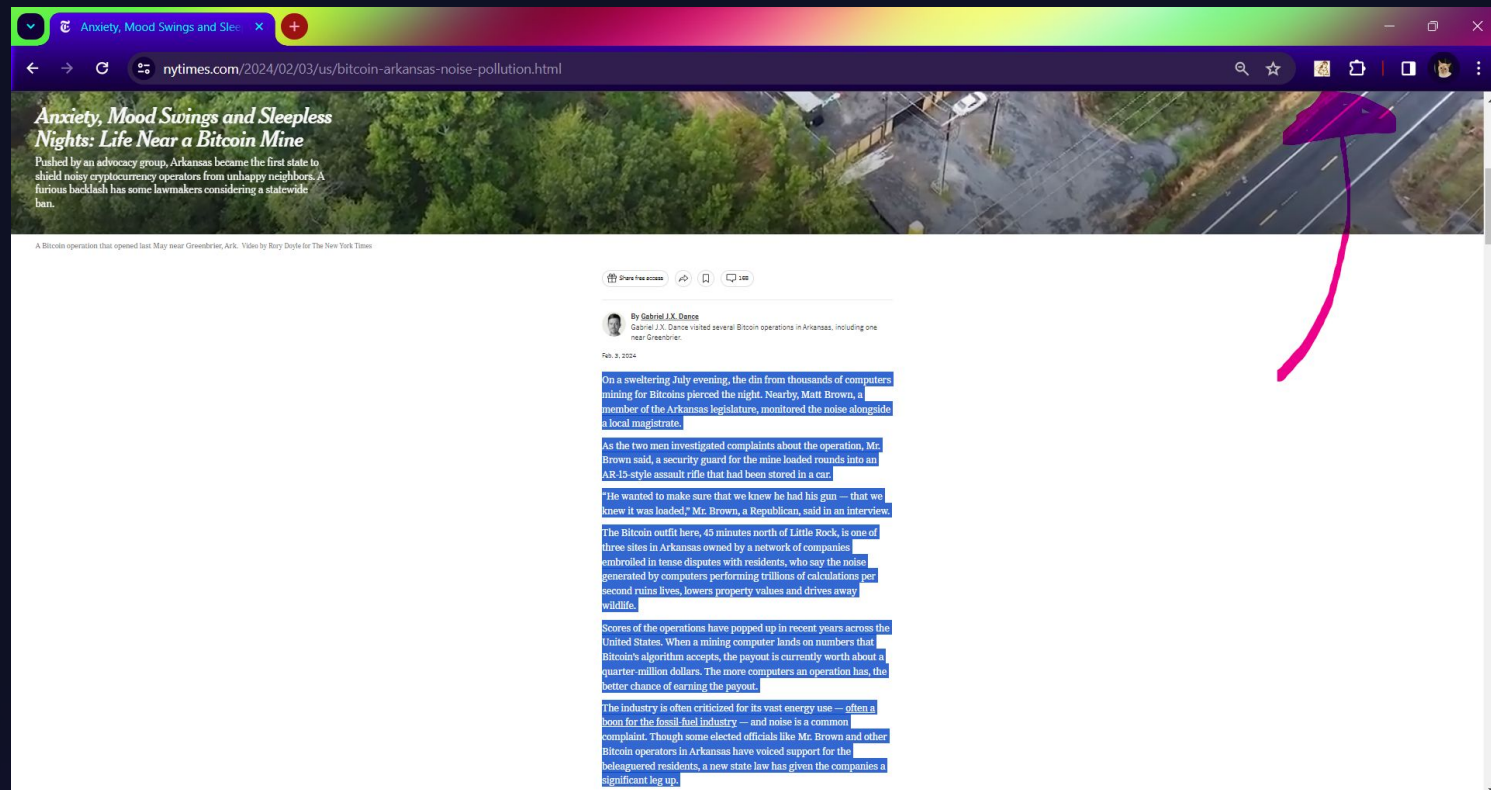 Anxiety, Mood Swings and Slee
nytimes.com/2024/02/03/us/bitcoin-arkansas-noise-pollution.html
Anxiety, Mood Swings and Sleepless
Nights: Life Near a Bitcoin Mine
Pushed by an advocacy group, Arkansas became the first state to
shield noisy cryptocurrency operators from unhappy neighbors. A
furious backlash has some lawmakers considering a statewide
ban.
A Bitcoin operation that opened last May near Greenbrier, Ark. Video by Rory Doyle for The New York Times
Share free access 168
By Gabriel J.X. Dance
Gabriel J.X. Dance visited several Bitcoin operations in Arkansas, including one
near Greenbrier.
Feb. 3, 2024
On a sweltering July evening, the din from thousands of computers
mining for Bitcoins pierced the night. Nearby, Matt Brown, a
member of the Arkansas legislature, monitored the noise alongside
a local magistrate.
As the two men investigated complaints about the operation, Mr.
Brown said, a security guard for the mine loaded rounds into an
AR-15-style assault rifle that had been stored in a car.
“He wanted to make sure that we knew he had his gun — that we
knew it was loaded,” Mr. Brown, a Republican, said in an interview.
The Bitcoin outfit here, 45 minutes north of Little Rock, is one of
three sites in Arkansas owned by a network of companies
embroiled in tense disputes with residents, who say the noise
generated by computers performing trillions of calculations per
second ruins lives, lowers property values and drives away
wildlife.
Scores of the operations have popped up in recent years across the
United States. When a mining computer lands on numbers that
Bitcoin’s algorithm accepts, the payout is currently worth about a
quarter-million dollars. The more computers an operation has, the
better chance of earning the payout.
The industry is often criticized for its vast energy use — often a
boon for the fossil-fuel industry — and noise is a common
complaint. Though some elected officials like Mr. Brown and other
Bitcoin operators in Arkansas have voiced support for the
beleaguered residents, a new state law has given the companies a
significant leg up.